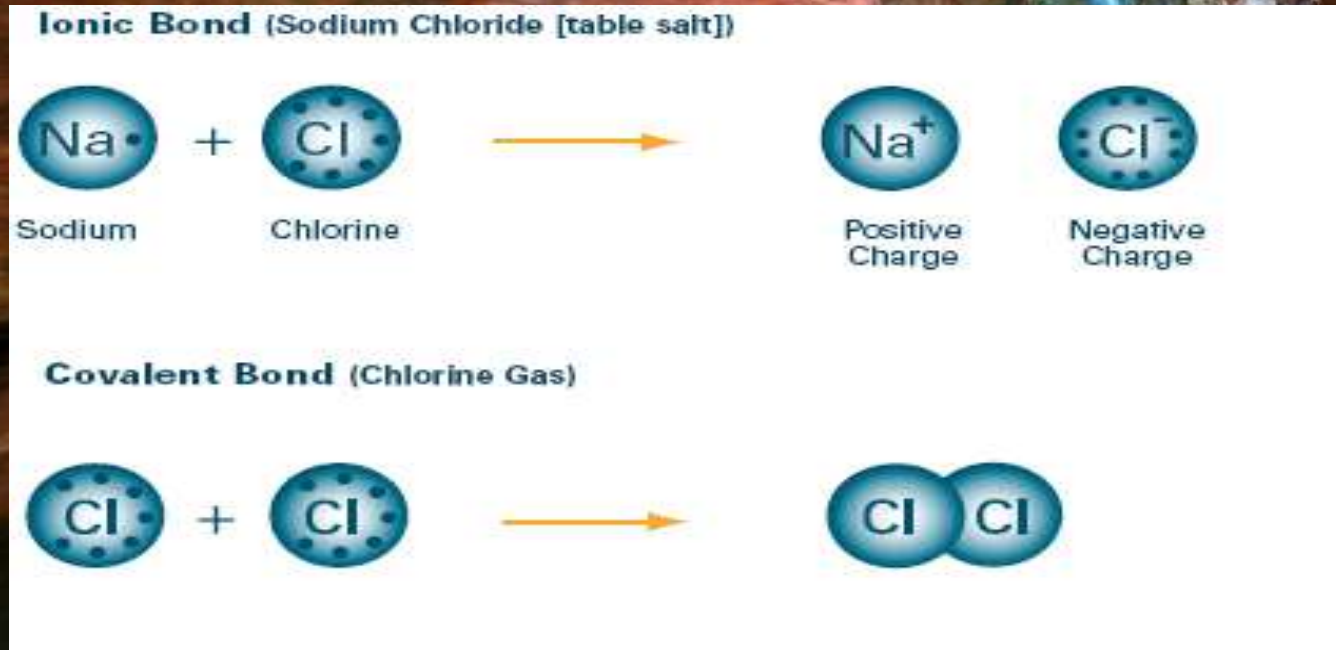 Ionic Bond (Sodium Chloride [table salt])
Na + Cl Na+ Cl-
Sodium Chlorine Positive Charge Negative Charge
Covalent Bond (Chlorine Gas)
Cl + Cl Cl Cl